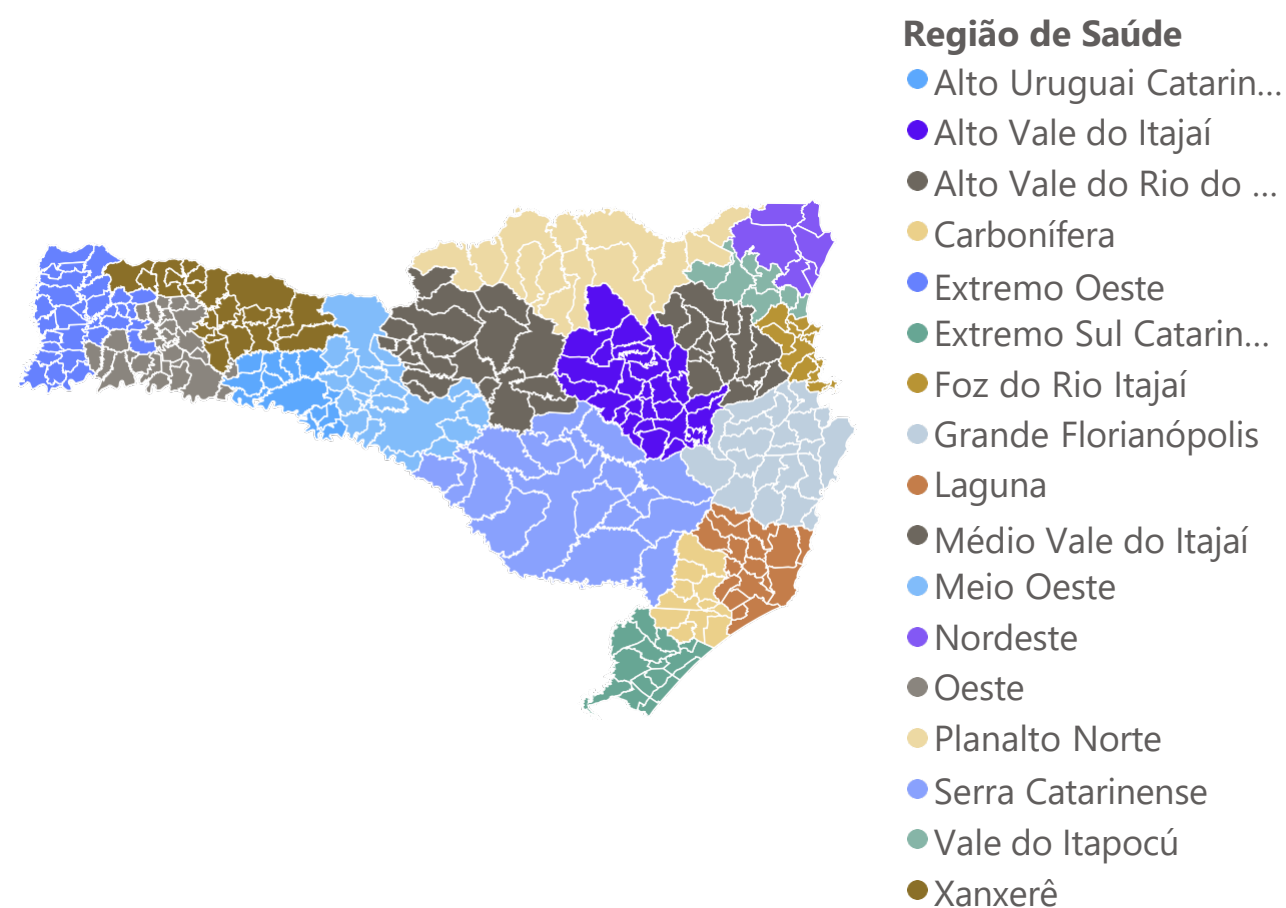 Região de Saúde
Alto Uruguai Catarin...
Alto Vale do Itajaí
Alto Vale do Rio do ...
Carbonífera
Extremo Oeste
Extremo Sul Catarin...
Foz do Rio Itajaí
Grande Florianópolis
Laguna
Médio Vale do Itajaí
Meio Oeste
Nordeste
Oeste
Planalto Norte
Serra Catarinense
Vale do Itapocú
Xanxerê